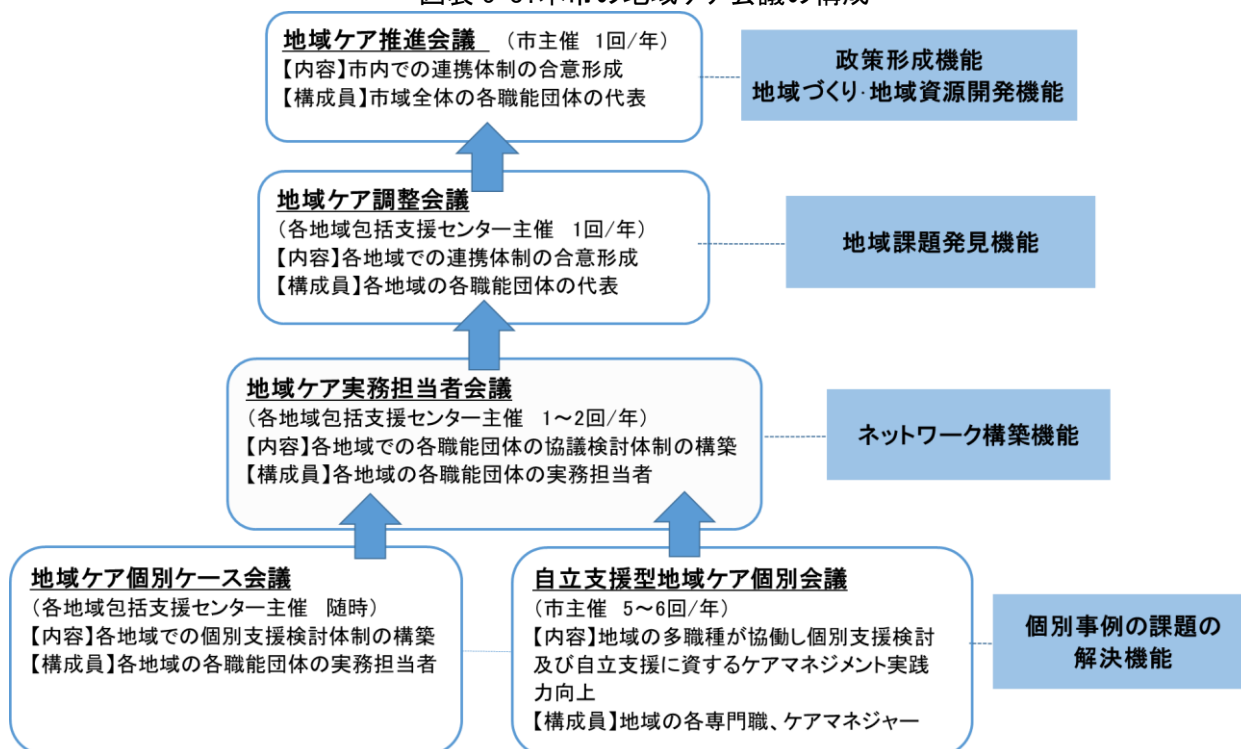 地域ケア推進会議 (市主催 1回/年)
【内容】市内での連携体制の合意形成
【構成員】市域全体の各職能団体の代表
政策形成機能
地域づくり・地域資源開発機能
地域ケア調整会議
(各地域包括支援センター主催 1回/年)
【内容】各地域での連携体制の合意形成
【構成員】各地域の各職能団体の代表
地域課題発見機能
地域ケア実務担当者会議
(各地域包括支援センター主催 1～2回/年)
【内容】各地域での各職能団体の協議検討体制の構築
【構成員】各地域の各職能団体の実務担当者
ネットワーク構築機能
地域ケア個別ケース会議
(各地域包括支援センター主催 随時)
【内容】各地域での個別支援検討体制の構築
【構成員】各地域の各職能団体の実務担当者
自立支援型地域ケア個別会議
(市主催 5～6回/年)
【内容】地域の多職種が協働し個別支援検討
及び自立支援に資するケアマネジメント実践
力向上
【構成員】地域の各専門職、ケアマネジャー
個別事例の課題の
解決機能